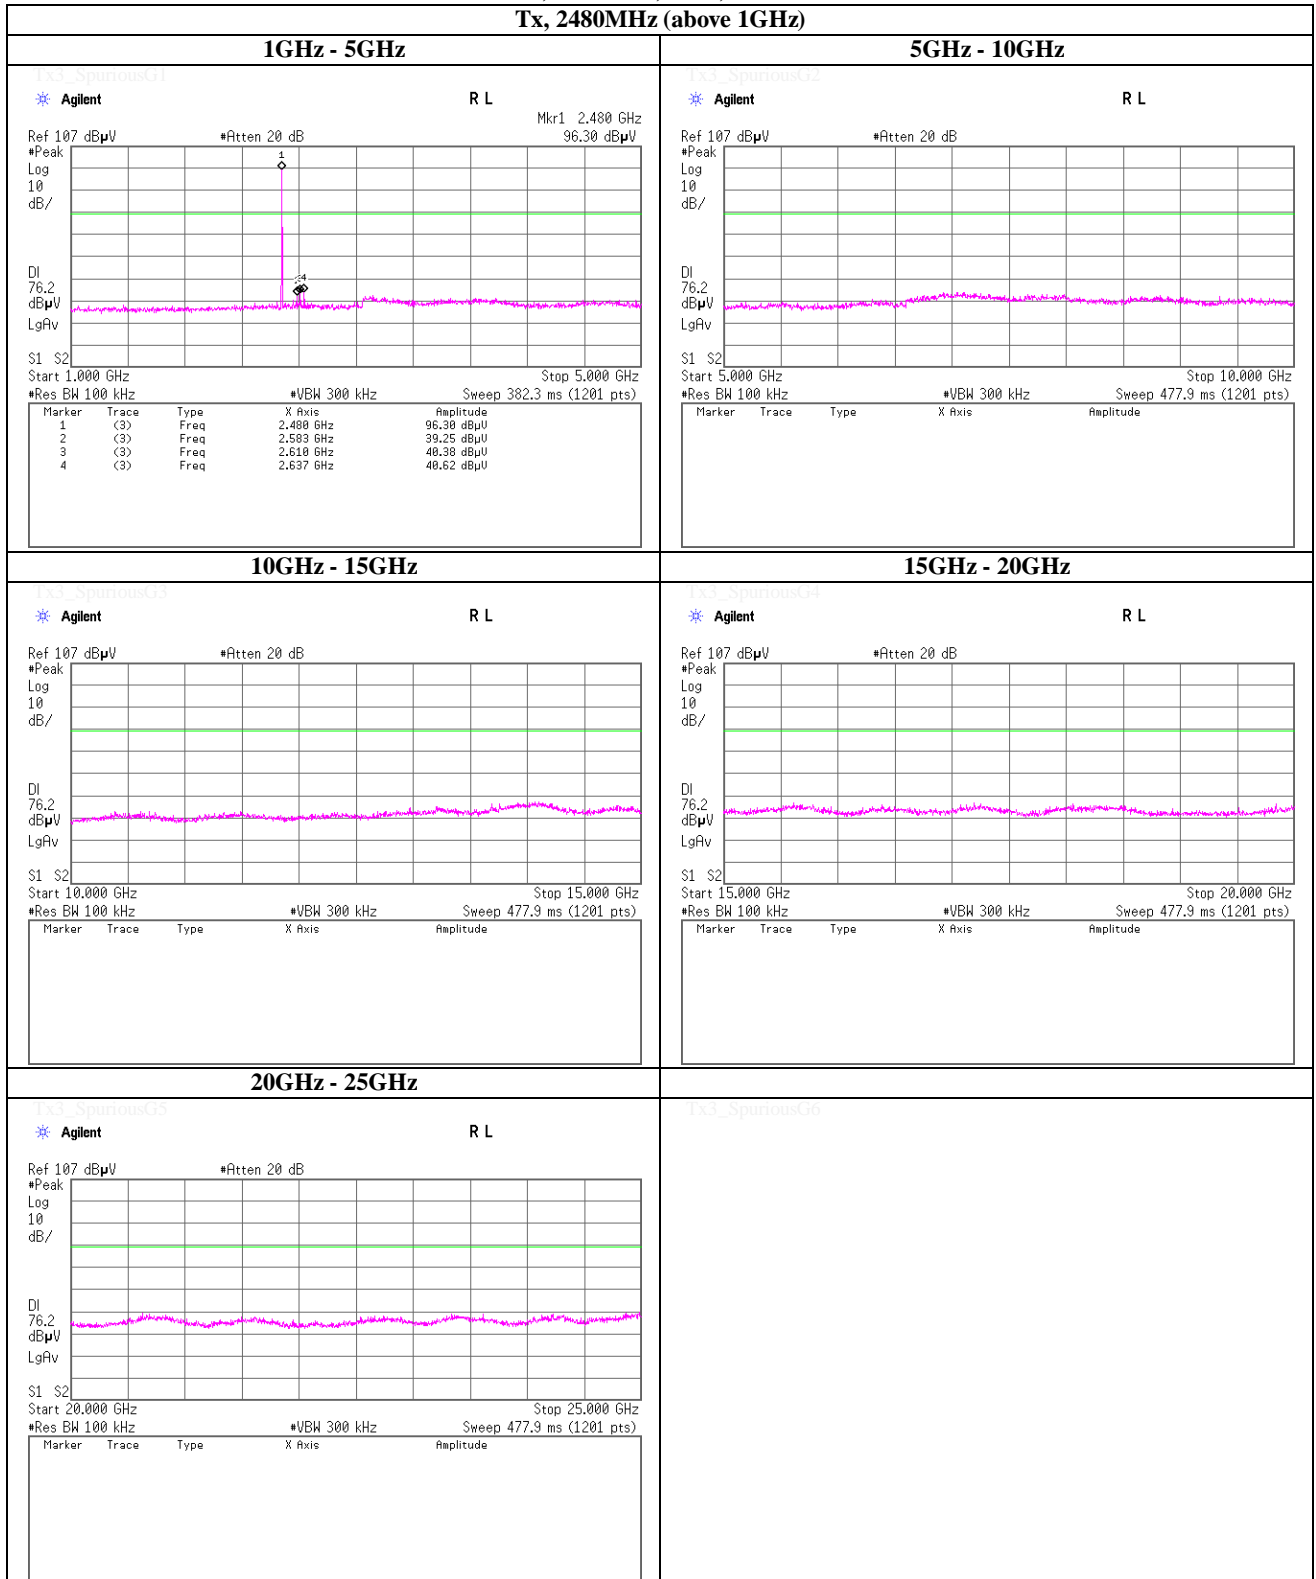 Tx, 2480MHz (above 1GHz)
1GHz - 5GHz
5GHz - 10GHz
Tx3_SpuriousG1
Agilent
R L
Mkr1 2.480 GHz
Ref 107 dBµV #Atten 20 dB 96.30 dBµV
#Peak
Log
10
dB/
1
4
DI
76.2
dBµV
LgAv
S1 S2
Start 1.000 GHz Stop 5.000 GHz
#Res BW 100 kHz #VBW 300 kHz Sweep 382.3 ms (1201 pts)
Marker Trace Type X Axis Amplitude
1 (3) Freq 2.480 GHz 96.30 dBµV
2 (3) Freq 2.583 GHz 39.25 dBµV
3 (3) Freq 2.610 GHz 40.38 dBµV
4 (3) Freq 2.637 GHz 40.62 dBµV
Tx3_SpuriousG2
Agilent
R L
Ref 107 dBµV #Atten 20 dB
#Peak
Log
10
dB/
DI
76.2
dBµV
LgAv
S1 S2
Start 5.000 GHz Stop 10.000 GHz
#Res BW 100 kHz #VBW 300 kHz Sweep 477.9 ms (1201 pts)
Marker Trace Type X Axis Amplitude
10GHz - 15GHz
15GHz - 20GHz
Tx3_SpuriousG3
Agilent
R L
Ref 107 dBµV #Atten 20 dB
#Peak
Log
10
dB/
DI
76.2
dBµV
LgAv
S1 S2
Start 10.000 GHz Stop 15.000 GHz
#Res BW 100 kHz #VBW 300 kHz Sweep 477.9 ms (1201 pts)
Marker Trace Type X Axis Amplitude
Tx3_SpuriousG4
Agilent
R L
Ref 107 dBµV #Atten 20 dB
#Peak
Log
10
dB/
DI
76.2
dBµV
LgAv
S1 S2
Start 15.000 GHz Stop 20.000 GHz
#Res BW 100 kHz #VBW 300 kHz Sweep 477.9 ms (1201 pts)
Marker Trace Type X Axis Amplitude
20GHz - 25GHz
Tx3_SpuriousG5
Agilent
R L
Ref 107 dBµV #Atten 20 dB
#Peak
Log
10
dB/
DI
76.2
dBµV
LgAv
S1 S2
Start 20.000 GHz Stop 25.000 GHz
#Res BW 100 kHz #VBW 300 kHz Sweep 477.9 ms (1201 pts)
Marker Trace Type X Axis Amplitude
Tx3_SpuriousG6